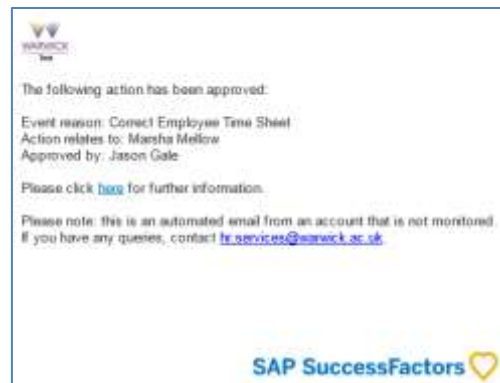 WARWICK
The following action has been approved:
Event reason: Correct Employee Time Sheet
Action relates to: Marsha Mellow
Approved by: Jason Gale
Please click here for further information.
Please note: this is an automated email from an account that is not monitored.
If you have any queries, contact hr.services@warwick.ac.uk.
SAP SuccessFactors